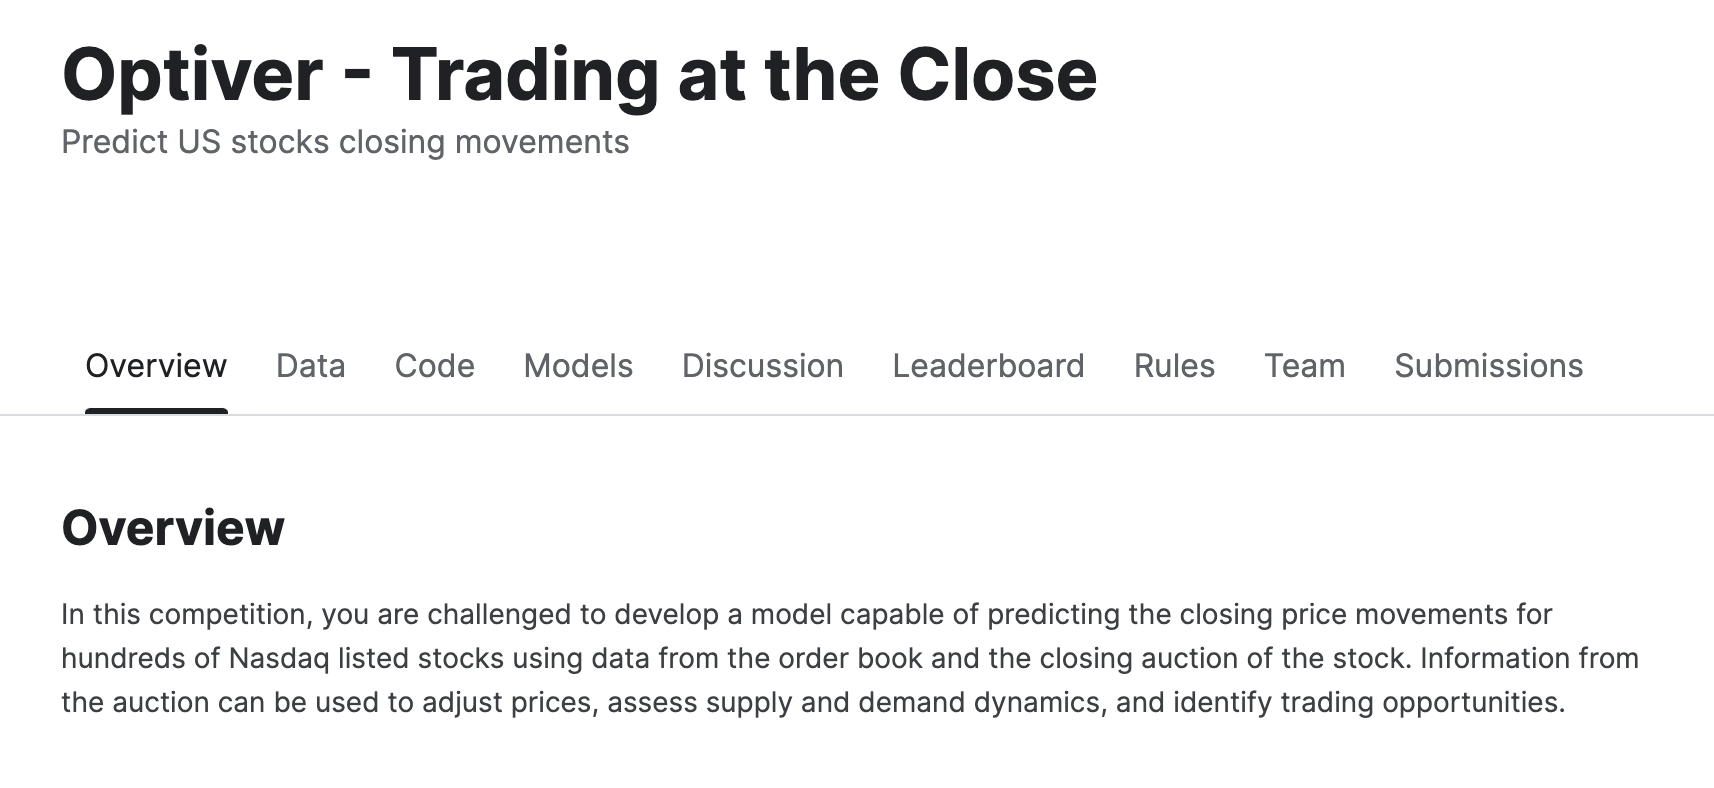 Optiver - Trading at the Close
Predict US stocks closing movements
Overview Data Code Models Discussion Leaderboard Rules Team Submissions
Overview
In this competition, you are challenged to develop a model capable of predicting the closing price movements for
hundreds of Nasdaq listed stocks using data from the order book and the closing auction of the stock. Information from
the auction can be used to adjust prices, assess supply and demand dynamics, and identify trading opportunities.